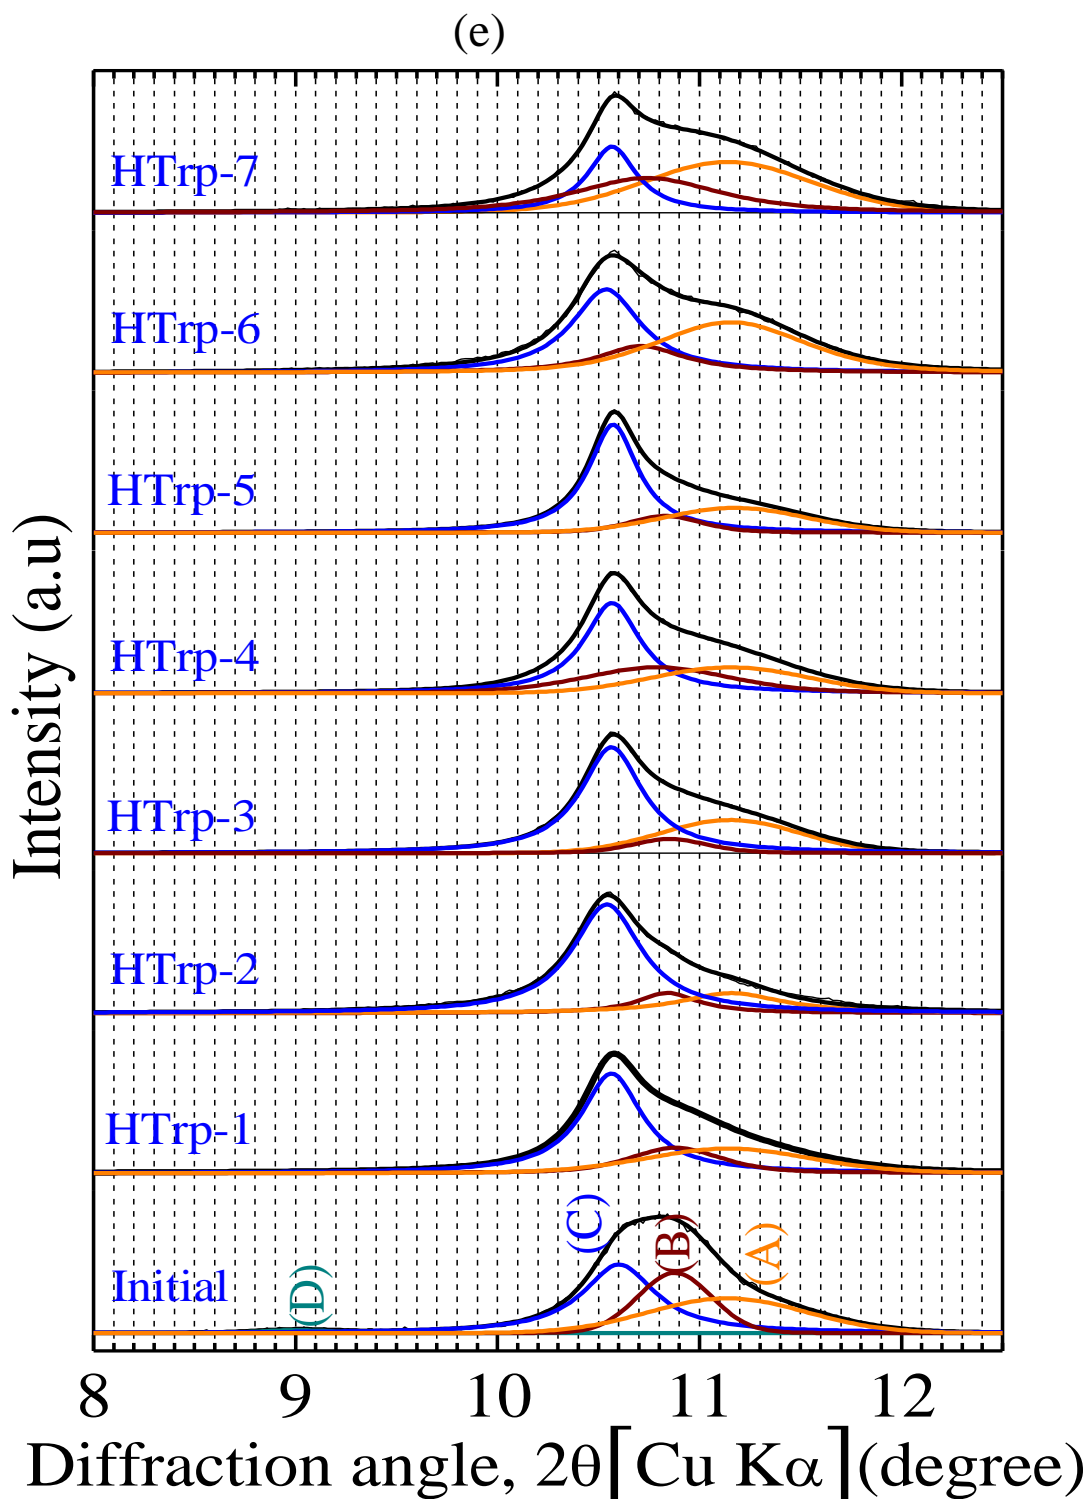 (e)
HTrp-7
HTrp-6
HTrp-5
HTrp-4
HTrp-3
HTrp-2
HTrp-1
Initial
(D)
(C)
(B)
(A)
Intensity (a.u)
8 9 10 11 12
Diffraction angle, 2θ⎡Cu Kα⎤(degree)